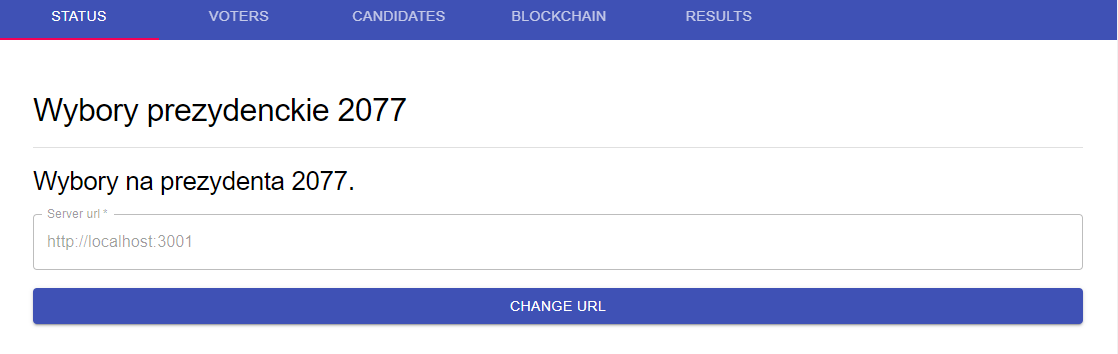 STATUS VOTERS CANDIDATES BLOCKCHAIN RESULTS
Wybory prezydenckie 2077
Wybory na prezydenta 2077.
Server url *
http://localhost:3001
CHANGE URL